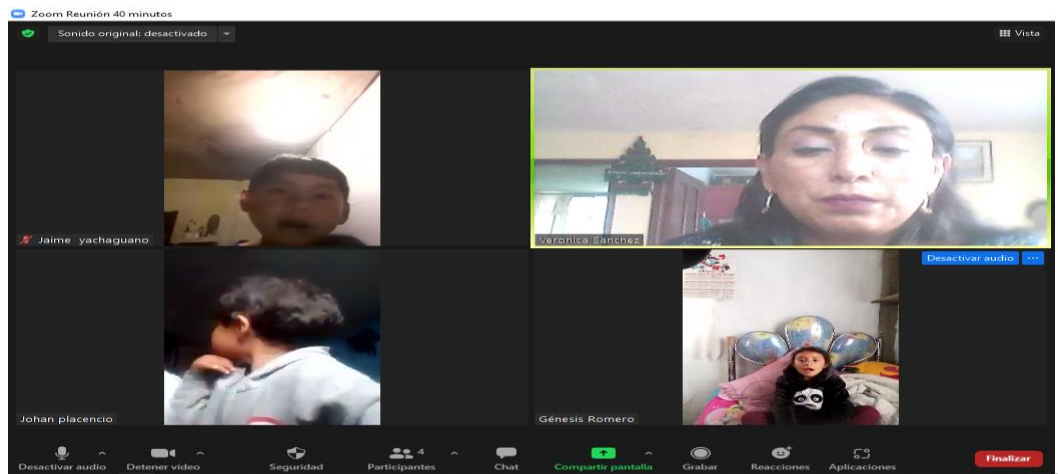 Zoom Reunión 40 minutos
Sonido original: desactivado
Vista
Jaime yachaguano
Veronica Sanchez
Desactivar audio ...
Johan placencio
Génesis Romero
4
Desactivar audio
Detener video
Seguridad
Participantes
Chat
Compartir pantalla
Grabar
Reacciones
Aplicaciones
Finalizar